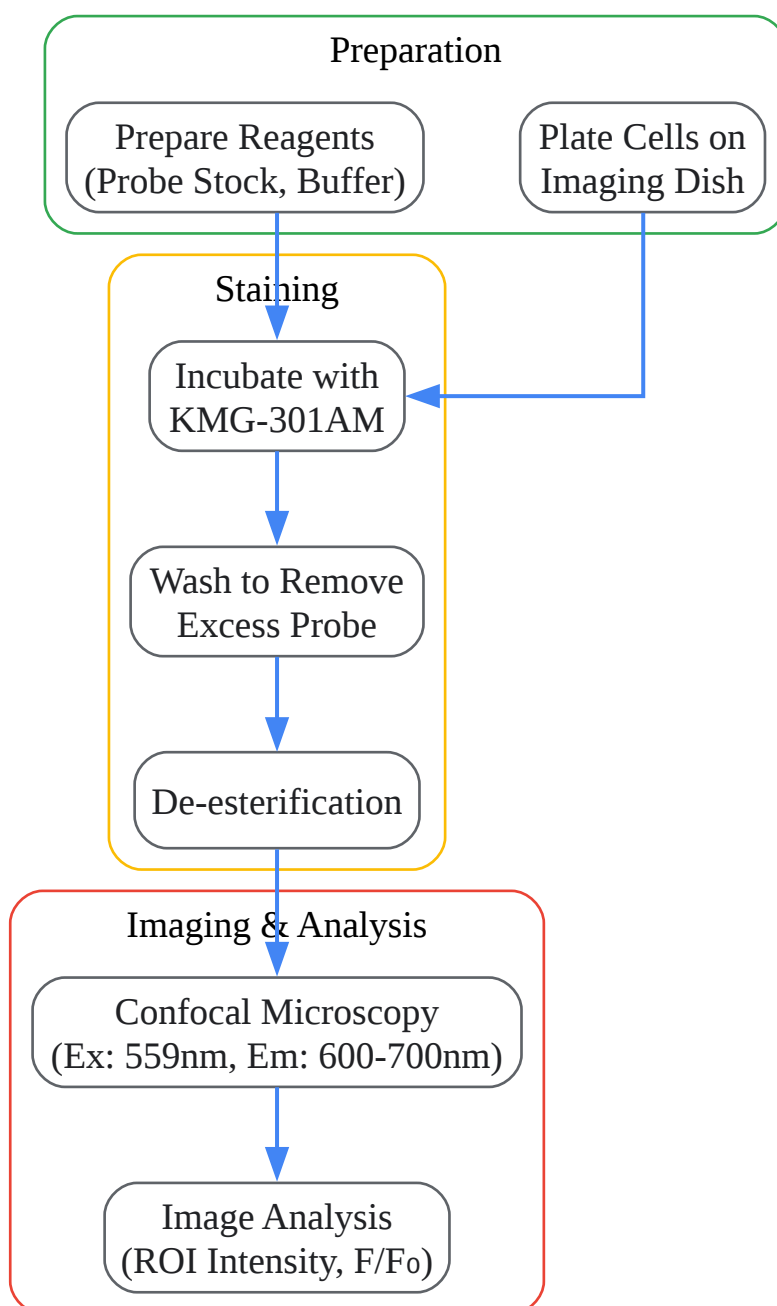 Preparation
Prepare Reagents
(Probe Stock, Buffer)
Plate Cells on
Imaging Dish
Staining
Incubate with
KMG-301AM
Wash to Remove
Excess Probe
De-esterification
Imaging & Analysis
Confocal Microscopy
(Ex: 559nm, Em: 600-700nm)
Image Analysis
(ROI Intensity, F/F₀)